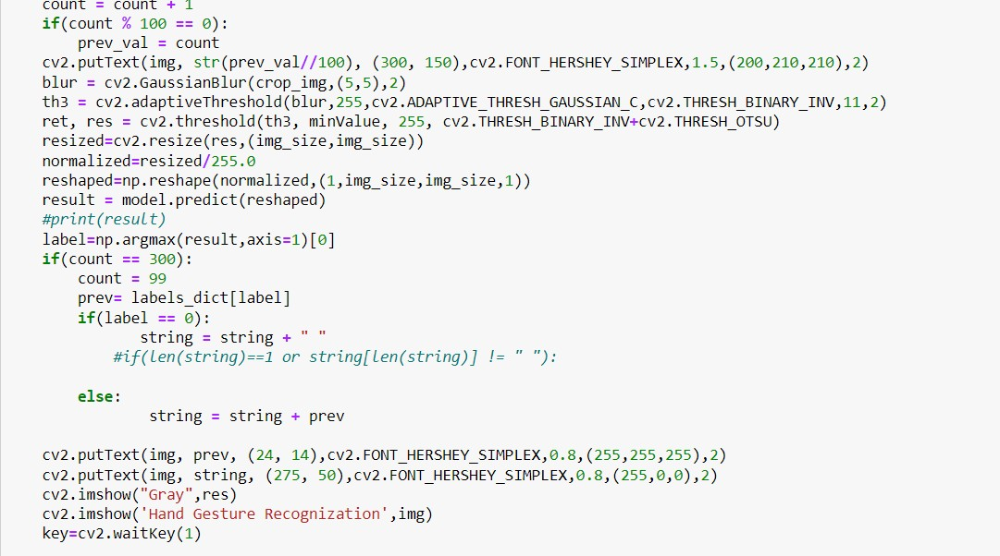 count = count + 1
if(count % 100 == 0):
    prev_val = count
cv2.putText(img, str(prev_val//100), (300, 150),cv2.FONT_HERSHEY_SIMPLEX,1.5,(200,210,210),2)
blur = cv2.GaussianBlur(crop_img,(5,5),2)
th3 = cv2.adaptiveThreshold(blur,255,cv2.ADAPTIVE_THRESH_GAUSSIAN_C,cv2.THRESH_BINARY_INV,11,2)
ret, res = cv2.threshold(th3, minValue, 255, cv2.THRESH_BINARY_INV+cv2.THRESH_OTSU)
resized=cv2.resize(res,(img_size,img_size))
normalized=resized/255.0
reshaped=np.reshape(normalized,(1,img_size,img_size,1))
result = model.predict(reshaped)
#print(result)
label=np.argmax(result,axis=1)[0]
if(count == 300):
    count = 99
    prev= labels_dict[label]
    if(label == 0):
           string = string + " "
        #if(len(string)==1 or string[len(string)] != " "):
    else:
            string = string + prev
cv2.putText(img, prev, (24, 14),cv2.FONT_HERSHEY_SIMPLEX,0.8,(255,255,255),2)
cv2.putText(img, string, (275, 50),cv2.FONT_HERSHEY_SIMPLEX,0.8,(255,0,0),2)
cv2.imshow("Gray",res)
cv2.imshow('Hand Gesture Recognization',img)
key=cv2.waitKey(1)